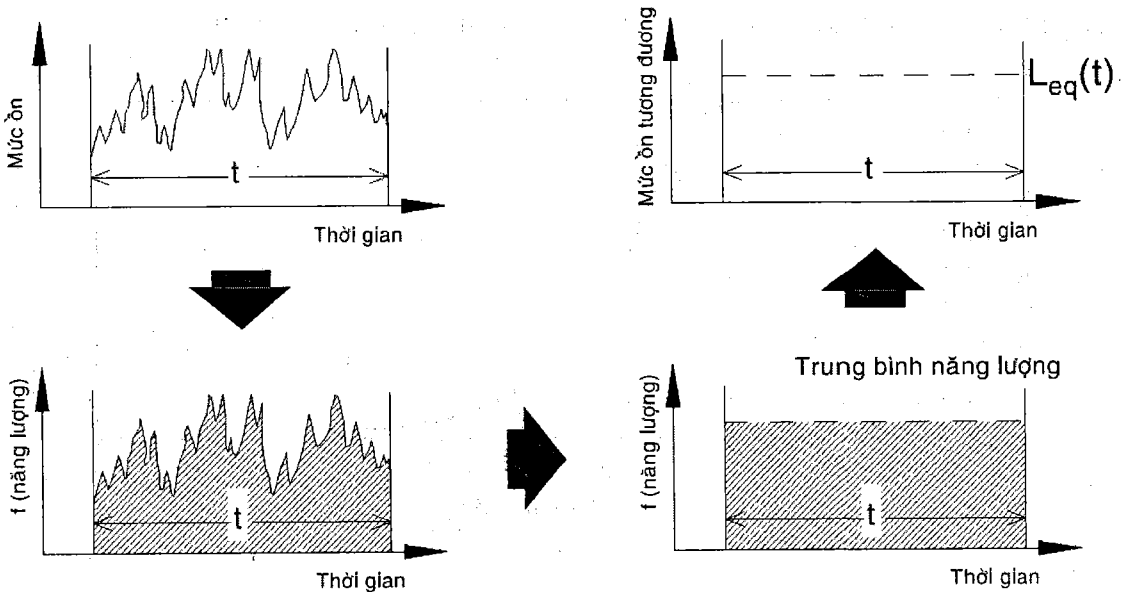 Mức ồn
t
Thời gian
Mức ồn tương đương
Leq(t)
t
Thời gian
f (năng lượng)
t
Thời gian
Trung bình năng lượng
f (năng lượng)
t
Thời gian